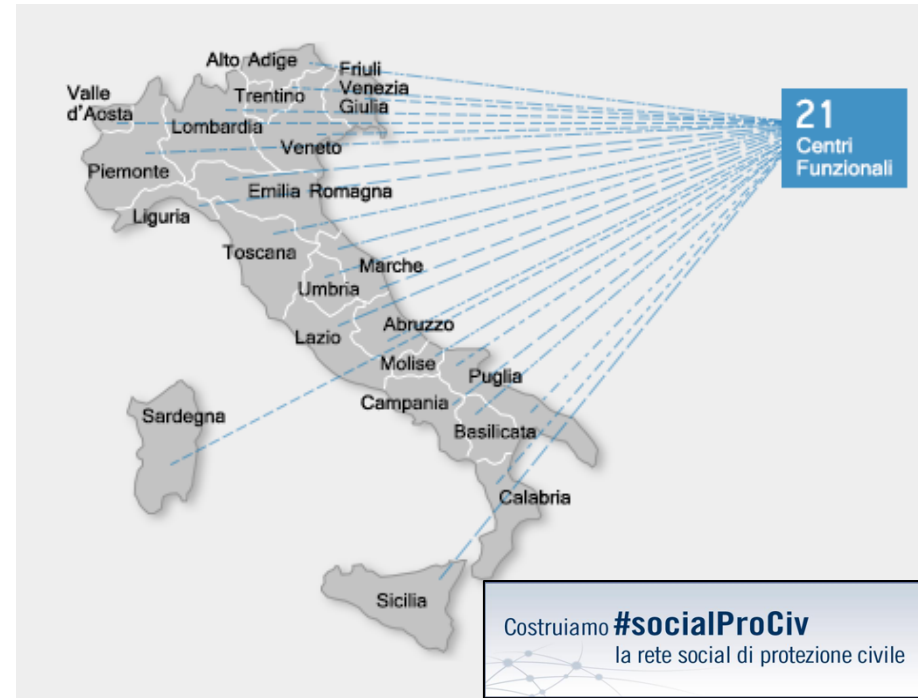 Alto Adige
Friuli
Venezia
Giulia
Trentino
Valle
d'Aosta
Lombardia
Veneto
Piemonte
Emilia Romagna
Liguria
Toscana
Marche
Umbria
Abruzzo
Lazio
Molise
Puglia
Campania
Sardegna
Basilicata
Calabria
Sicilia
21
Centri
Funzionali
Costruiamo #socialProCiv
la rete social di protezione civile